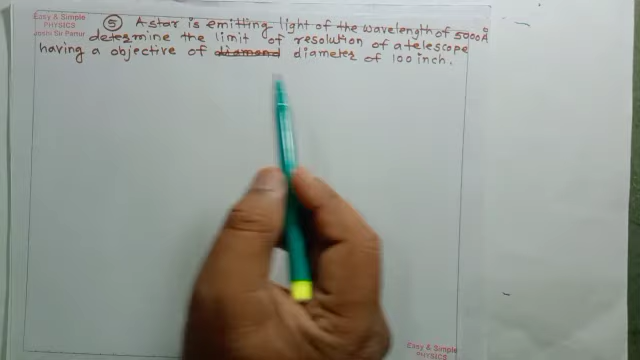 Easy & Simple
PHYSICS
Joshi Sir Pamur
⑤ A star is emitting light of the wavelength of 5000Å
determine the limit of resolution of a telescope
having a objective of diamond diameter of 100 inch.
Easy & Simple
PHYSICS